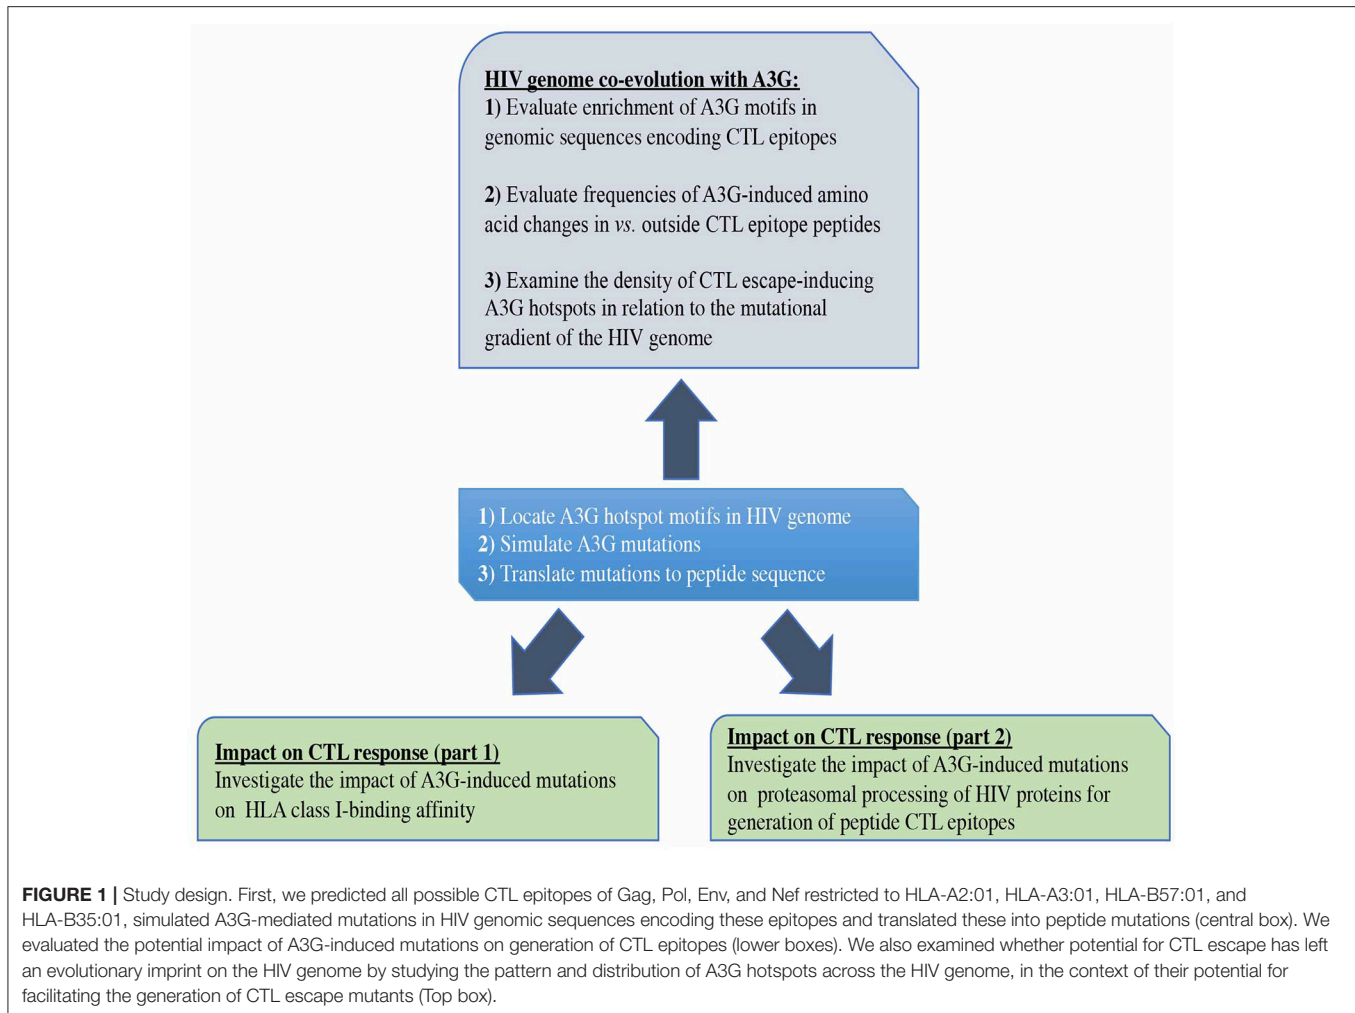 HIV genome co-evolution with A3G:
1) Evaluate enrichment of A3G motifs in
genomic sequences encoding CTL epitopes
2) Evaluate frequencies of A3G-induced amino
acid changes in vs. outside CTL epitope peptides
3) Examine the density of CTL escape-inducing
A3G hotspots in relation to the mutational
gradient of the HIV genome
1) Locate A3G hotspot motifs in HIV genome
2) Simulate A3G mutations
3) Translate mutations to peptide sequence
Impact on CTL response (part 1)
Investigate the impact of A3G-induced mutations
on HLA class I-binding affinity
Impact on CTL response (part 2)
Investigate the impact of A3G-induced mutations
on proteasomal processing of HIV proteins for
generation of peptide CTL epitopes
FIGURE 1 | Study design. First, we predicted all possible CTL epitopes of Gag, Pol, Env, and Nef restricted to HLA-A2:01, HLA-A3:01, HLA-B57:01, and
HLA-B35:01, simulated A3G-mediated mutations in HIV genomic sequences encoding these epitopes and translated these into peptide mutations (central box). We
evaluated the potential impact of A3G-induced mutations on generation of CTL epitopes (lower boxes). We also examined whether potential for CTL escape has left
an evolutionary imprint on the HIV genome by studying the pattern and distribution of A3G hotspots across the HIV genome, in the context of their potential for
facilitating the generation of CTL escape mutants (Top box).